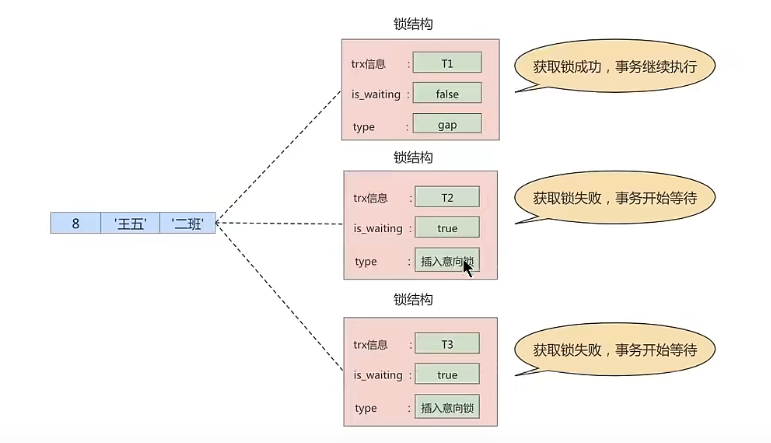 锁结构
trx信息 : T1
is_waiting : false
type : gap
获取锁成功，事务继续执行
锁结构
trx信息 : T2
is_waiting : true
type : 插入意向锁
获取锁失败，事务开始等待
8 '王五' '二班'
锁结构
trx信息 : T3
is_waiting : true
type : 插入意向锁
获取锁失败，事务开始等待